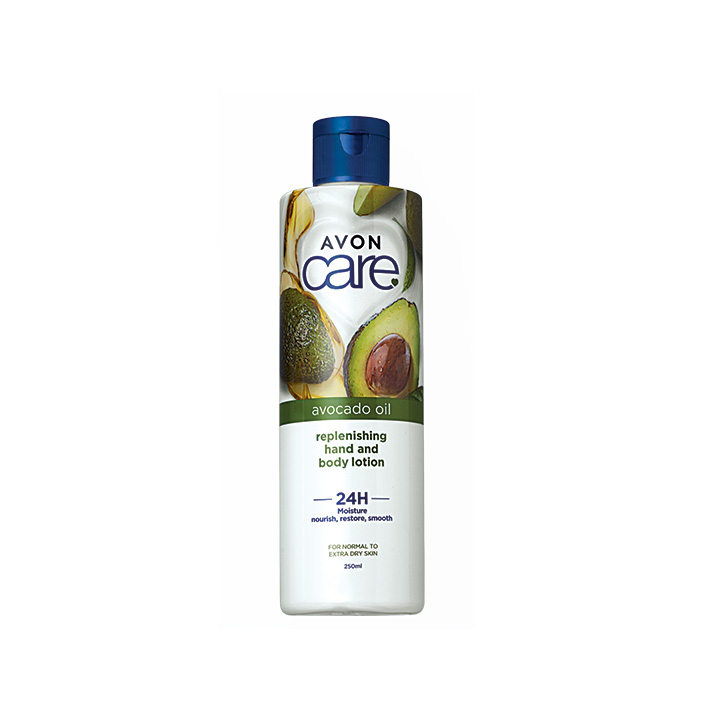 AVON
care
avocado oil
replenishing
hand and
body lotion
24H
Moisture
nourish, restore, smooth
FOR NORMAL TO
EXTRA DRY SKIN
250ml